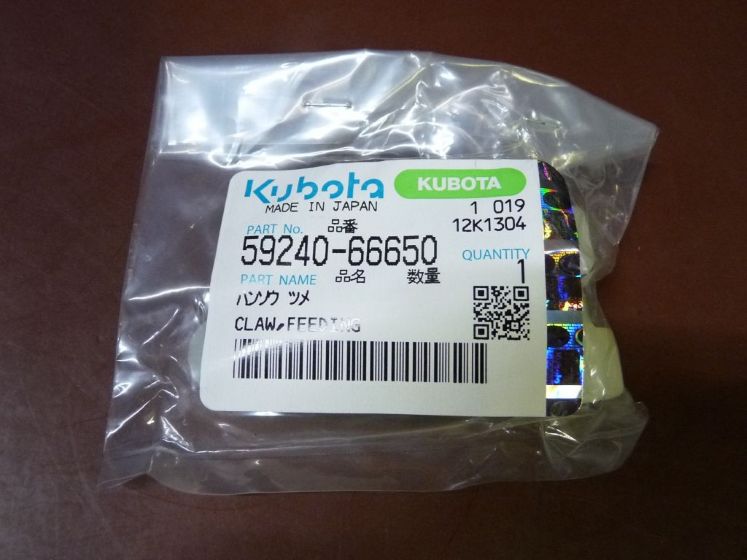 Kubota KUBOTA
MADE IN JAPAN 1 019
PART No. 品番 12K1304
59240-66650 QUANTITY
PART NAME 品名 数量 1
ハンソウ ツメ
CLAW,FEEDING